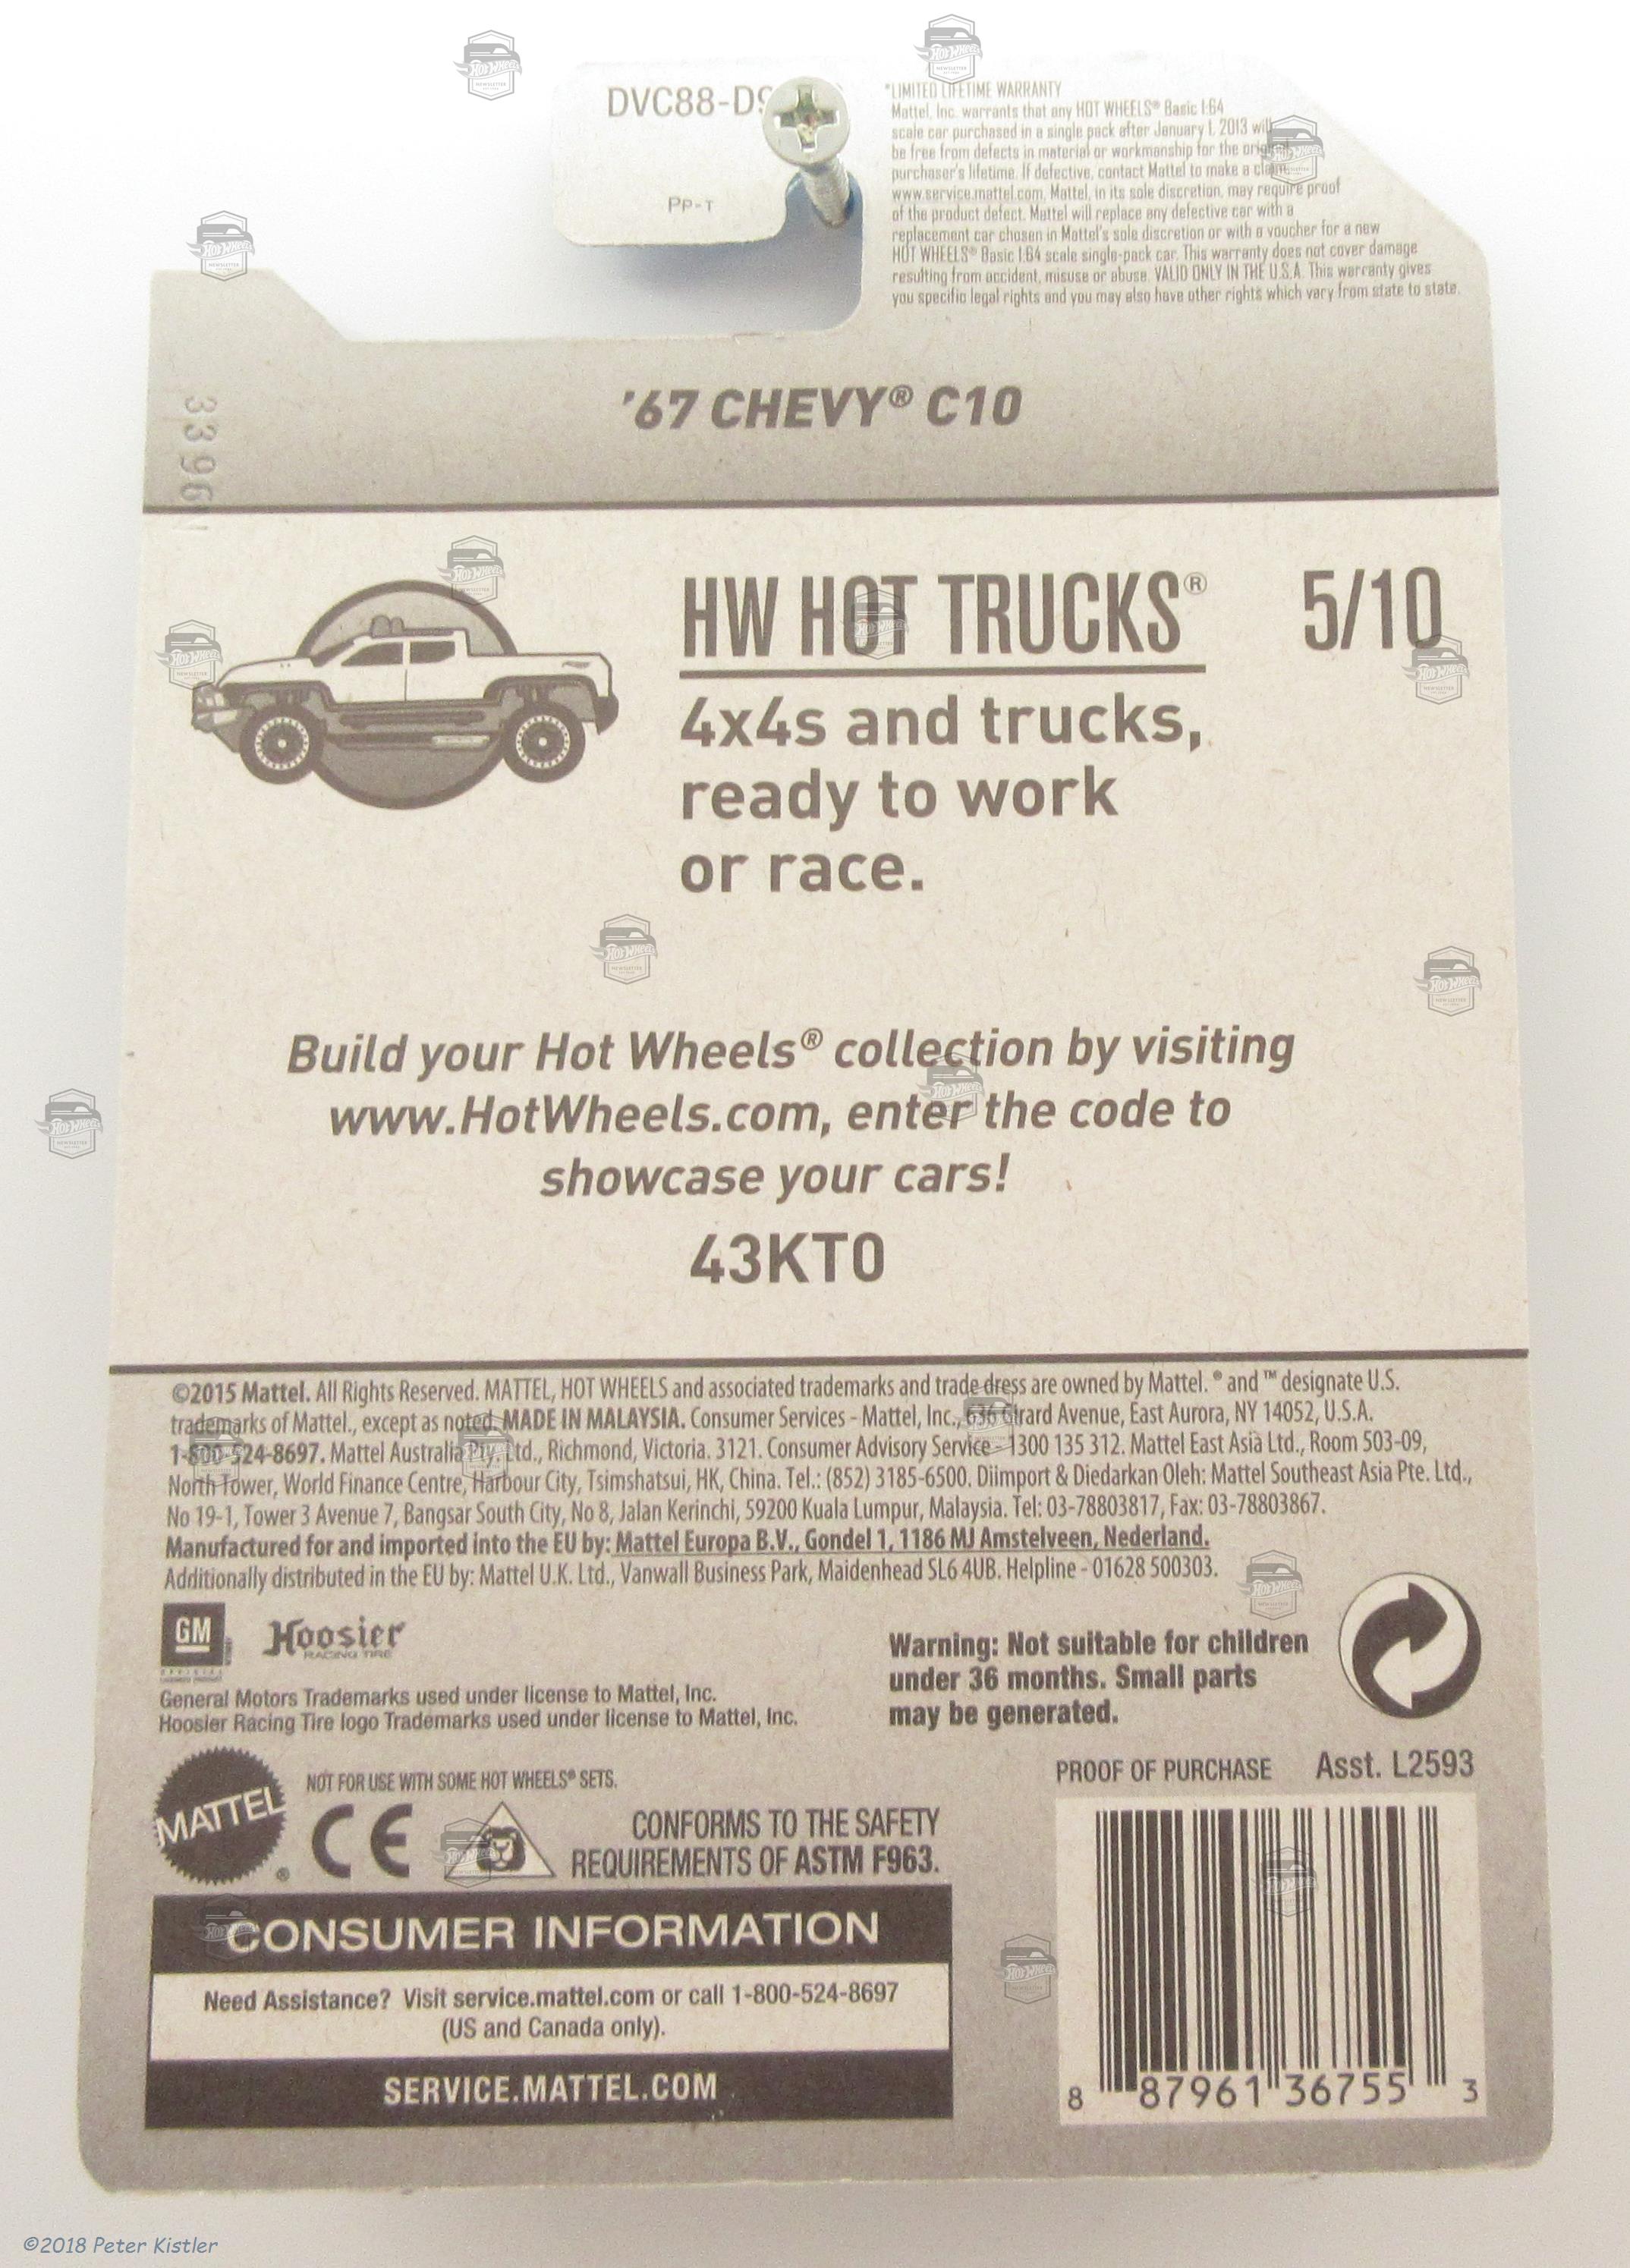 DVC88-D9
PP-T
*LIMITED LIFETIME WARRANTY
Mattel, Inc. warrants that any HOT WHEELS® Basic 1:64
scale car purchased in a single pack after January 1, 2013 will
be free from defects in material or workmanship for the original
purchaser's lifetime. If defective, contact Mattel to make a claim
www.service.mattel.com. Mattel, in its sole discretion, may require proof
of the product defect. Mattel will replace any defective car with a
replacement car chosen in Mattel's sole discretion or with a voucher for a new
HOT WHEELS® Basic 1:64 scale single-pack car. This warranty does not cover damage
resulting from accident, misuse or abuse. VALID ONLY IN THE U.S.A. This warranty gives
you specific legal rights and you may also have other rights which vary from state to state.
'67 CHEVY® C10
HW HOT TRUCKS® 5/10
4x4s and trucks,
ready to work
or race.
Build your Hot Wheels® collection by visiting
www.HotWheels.com, enter the code to
showcase your cars!
43KT0
©2015 Mattel. All Rights Reserved. MATTEL, HOT WHEELS and associated trademarks and trade dress are owned by Mattel. ® and ™ designate U.S.
trademarks of Mattel., except as noted. MADE IN MALAYSIA. Consumer Services - Mattel, Inc., 636 Girard Avenue, East Aurora, NY 14052, U.S.A.
1-800-524-8697. Mattel Australia Pty. Ltd., Richmond, Victoria. 3121. Consumer Advisory Service - 1300 135 312. Mattel East Asia Ltd., Room 503-09,
North Tower, World Finance Centre, Harbour City, Tsimshatsui, HK, China. Tel.: (852) 3185-6500. Diimport & Diedarkan Oleh: Mattel Southeast Asia Pte. Ltd.,
No 19-1, Tower 3 Avenue 7, Bangsar South City, No 8, Jalan Kerinchi, 59200 Kuala Lumpur, Malaysia. Tel: 03-78803817, Fax: 03-78803867.
Manufactured for and imported into the EU by: Mattel Europa B.V., Gondel 1, 1186 MJ Amstelveen, Nederland.
Additionally distributed in the EU by: Mattel U.K. Ltd., Vanwall Business Park, Maidenhead SL6 4UB. Helpline - 01628 500303.
GM
Hoosier
RACING TIRE
General Motors Trademarks used under license to Mattel, Inc.
Hoosier Racing Tire logo Trademarks used under license to Mattel, Inc.
Warning: Not suitable for children
under 36 months. Small parts
may be generated.
PROOF OF PURCHASE Asst. L2593
MATTEL®
NOT FOR USE WITH SOME HOT WHEELS® SETS.
CE
CONFORMS TO THE SAFETY
REQUIREMENTS OF ASTM F963.
CONSUMER INFORMATION
Need Assistance? Visit service.mattel.com or call 1-800-524-8697
(US and Canada only).
SERVICE.MATTEL.COM
8 87961 36755 3
©2018 Peter Kistler